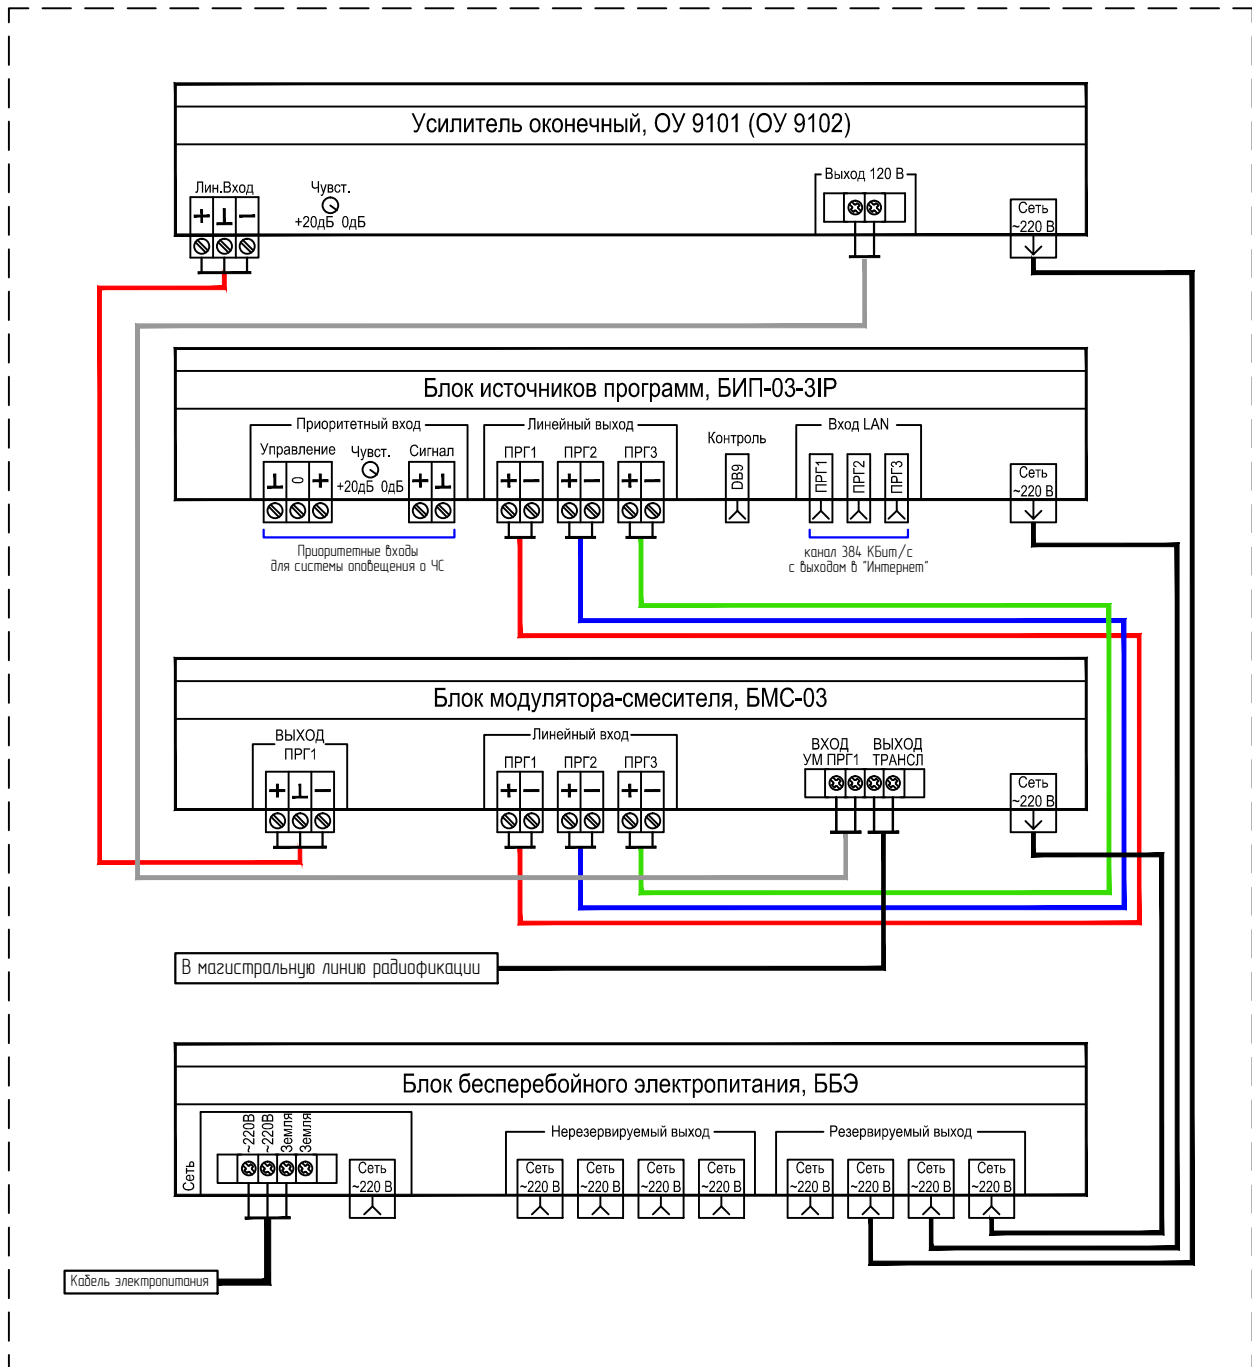 Усилитель оконечный, ОУ 9101 (ОУ 9102)
Лин.Вход
+ ⊥ −
Чувст.
+20дБ 0дБ
Выход 120 В
Сеть
~220 В
Блок источников программ, БИП-03-3IP
Приоритетный вход
Управление
⊥ 0 +
Чувст.
+20дБ 0дБ
Сигнал
+ ⊥
Линейный выход
ПРГ1 ПРГ2 ПРГ3
+ − + − + −
Контроль
DB9
Вход LAN
ПРГ1
ПРГ2
ПРГ3
Сеть
~220 В
Приоритетные входы
для системы оповещения о ЧС
канал 384 КБит/с
с выходом в "Интернет"
Блок модулятора-смесителя, БМС-03
ВЫХОД
ПРГ1
+ ⊥ −
Линейный вход
ПРГ1 ПРГ2 ПРГ3
+ − + − + −
ВХОД ВЫХОД
УМ ПРГ1 ТРАНСЛ
Сеть
~220 В
В магистральную линию радиофикации
Блок бесперебойного электропитания, ББЭ
Сеть
~220В
~220В
Земля
Земля
Сеть
~220 В
Нерезервируемый выход
Сеть Сеть Сеть Сеть
~220 В ~220 В ~220 В ~220 В
Резервируемый выход
Сеть Сеть Сеть Сеть
~220 В ~220 В ~220 В ~220 В
Кабель электропитания